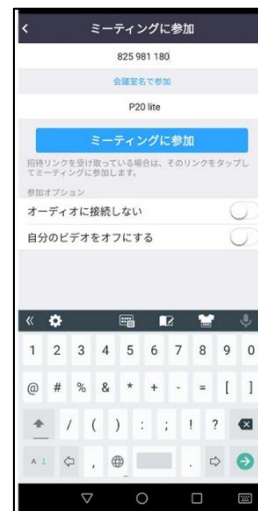 ミーティングに参加
825 981 180
会議室名で参加
P20 lite
ミーティングに参加
招待リンクを受け取っている場合は、そのリンクをタップし
てミーティングに参加します。
参加オプション
オーディオに接続しない
自分のビデオをオフにする
1 2 3 4 5 6 7 8 9 0
@ # % & * + - = [ ]
/ ( ) : ; ! ?
A 1 , .